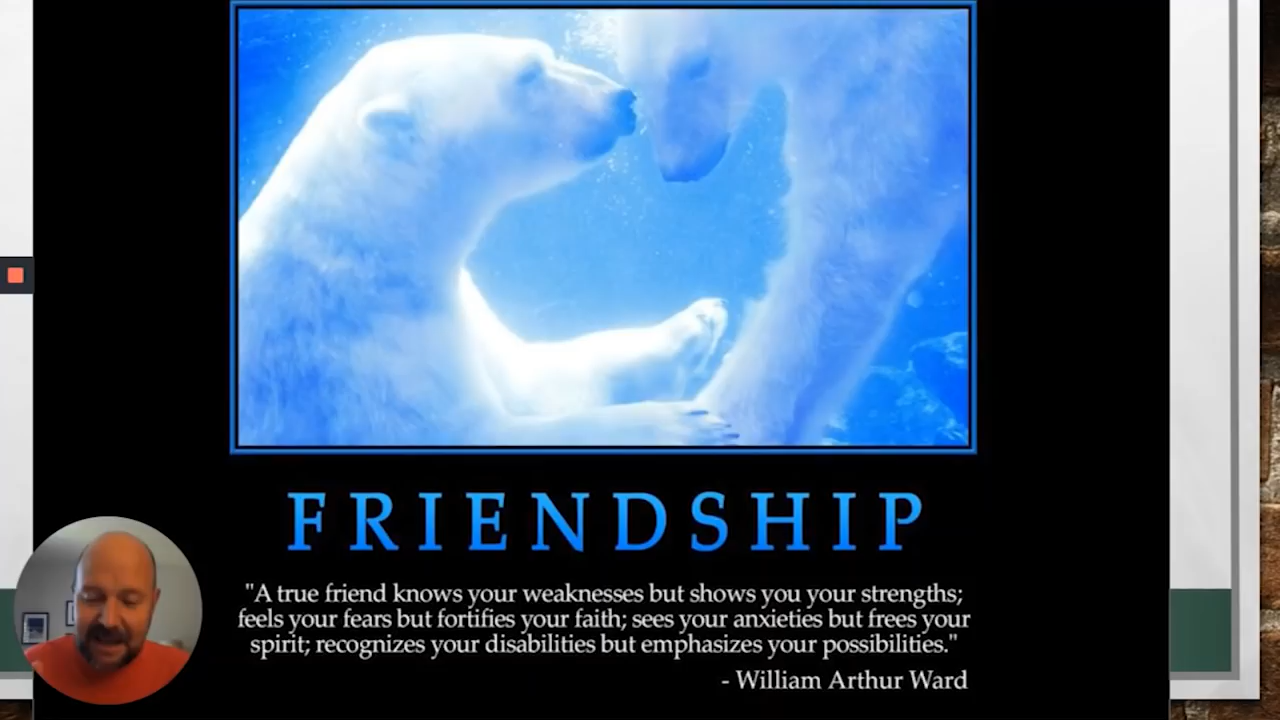 FRIENDSHIP
"A true friend knows your weaknesses but shows you your strengths;
feels your fears but fortifies your faith; sees your anxieties but frees your
spirit; recognizes your disabilities but emphasizes your possibilities."
- William Arthur Ward